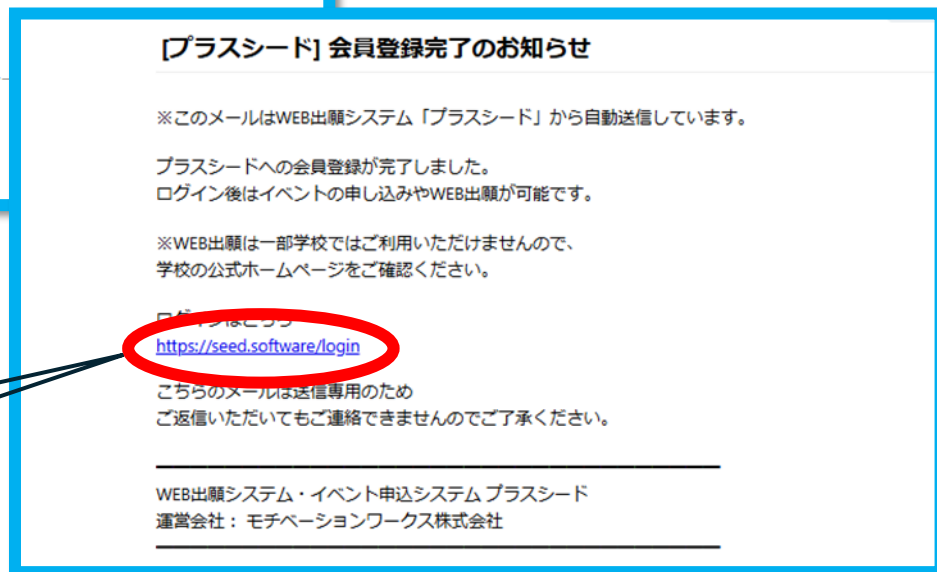 [プラスシード] 会員登録完了のお知らせ
※このメールはWEB出願システム「プラスシード」から自動送信しています。
プラスシードへの会員登録が完了しました。
ログイン後はイベントの申し込みやWEB出願が可能です。
※WEB出願は一部学校ではご利用いただけませんので、
学校の公式ホームページをご確認ください。
ログインはこちら
https://seed.software/login
こちらのメールは送信専用のため
ご返信いただいてもご連絡できませんのでご了承ください。
WEB出願システム・イベント申込システム プラスシード
運営会社： モチベーションワークス株式会社